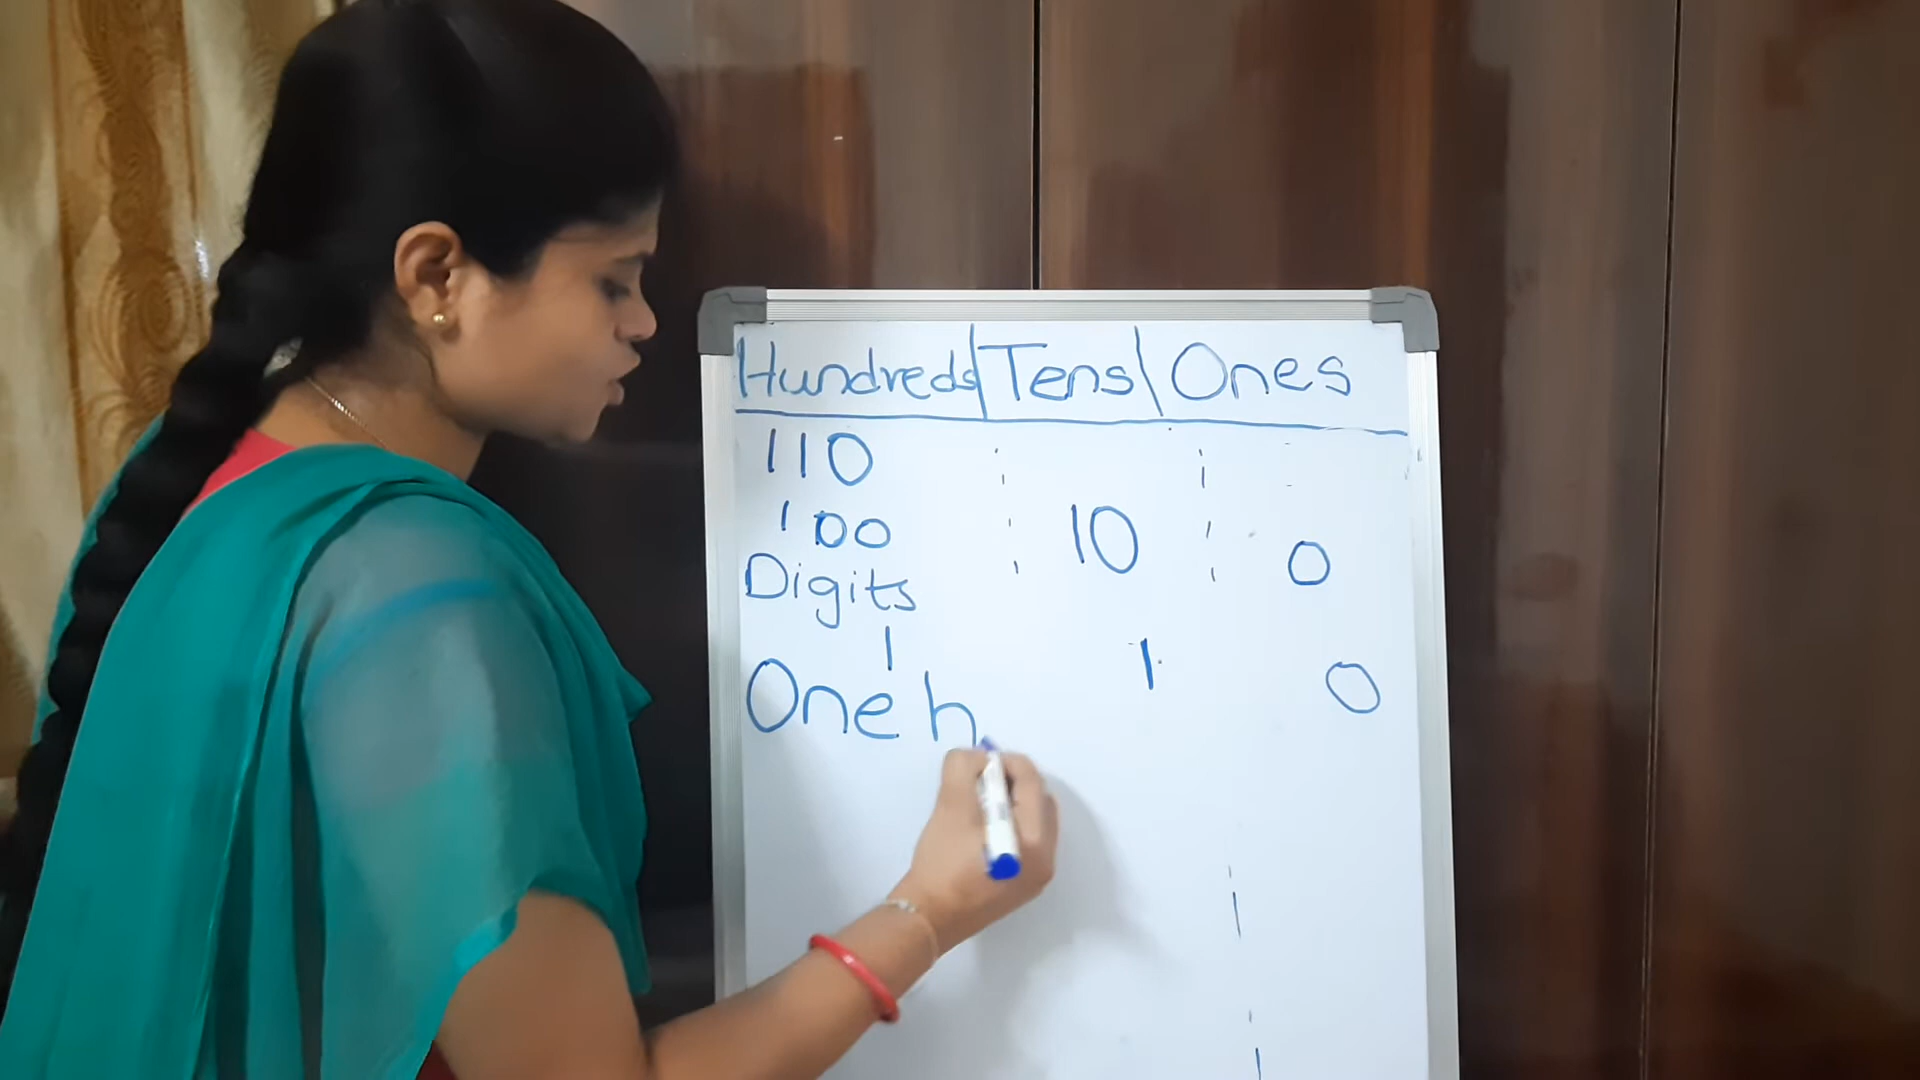 Hundreds | Tens | Ones
110
100 10 0
Digits
1 1 0
One h